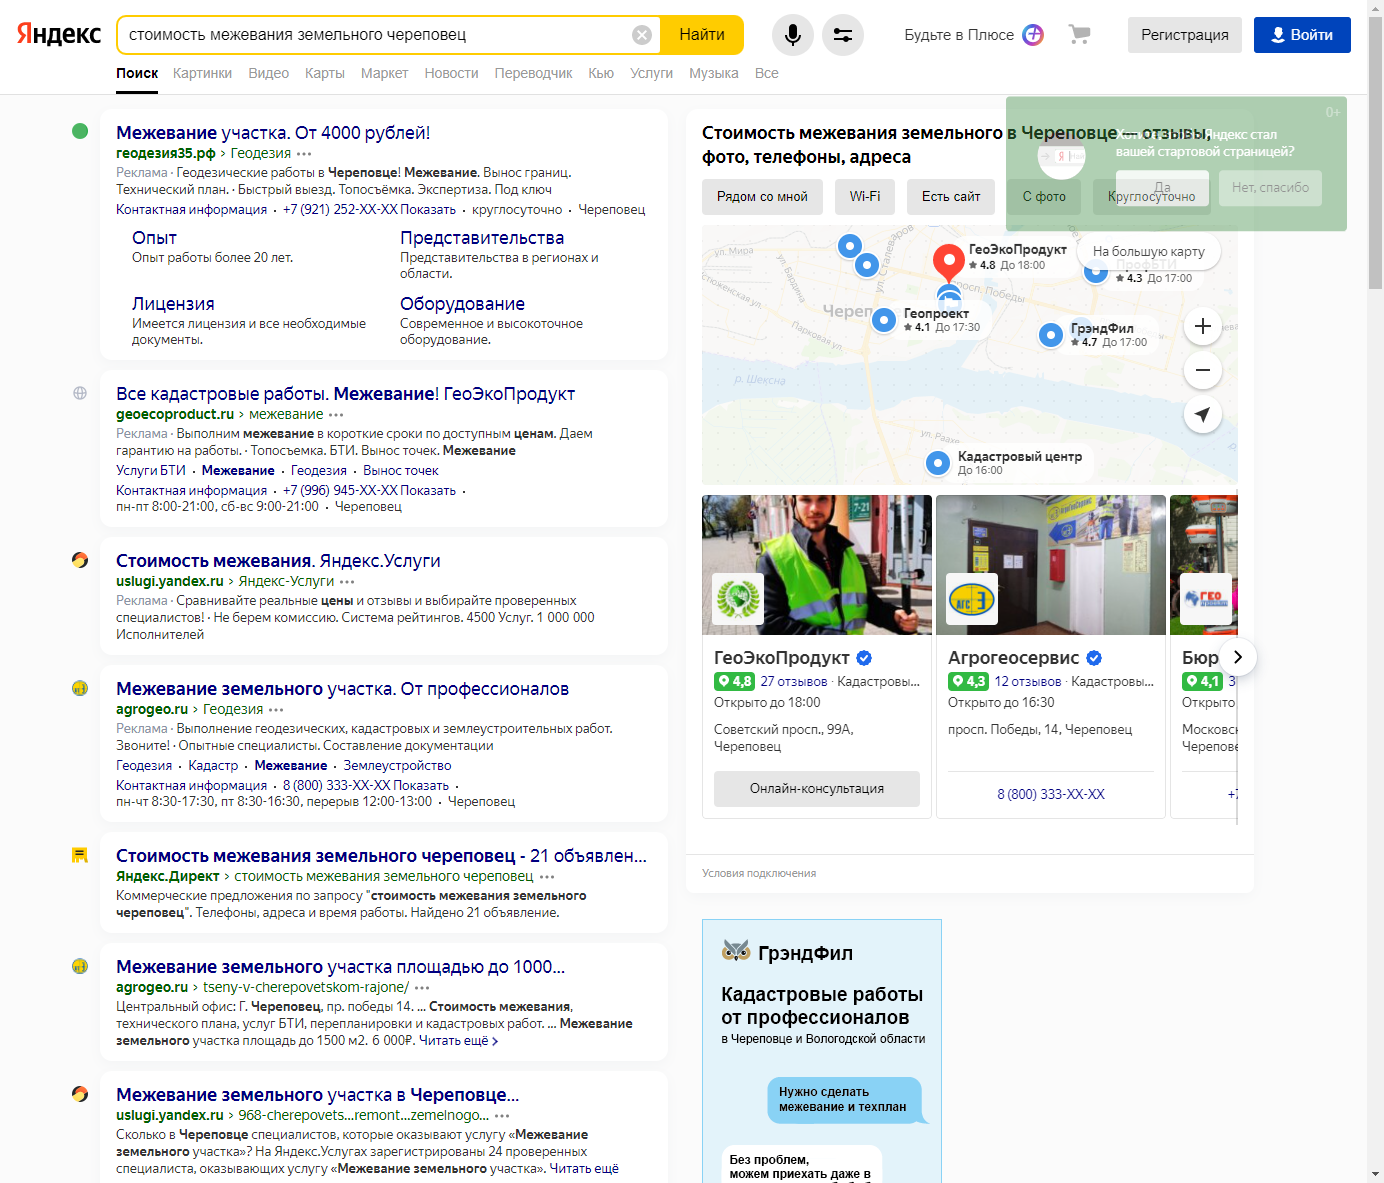 Яндекс
стоимость межевания земельного череповец
Найти
Будьте в Плюсе
Регистрация
Войти
Поиск Картинки Видео Карты Маркет Новости Переводчик Кью Услуги Музыка Все
Межевание участка. От 4000 рублей!
геодезия35.рф › Геодезия
Реклама · Геодезические работы в Череповце! Межевание. Вынос границ.
Технический план. · Быстрый выезд. Топосъёмка. Экспертиза. Под ключ
Контактная информация · +7 (921) 252-XX-XX Показать · круглосуточно · Череповец
Опыт
Опыт работы более 20 лет.
Представительства
Представительства в регионах и
области.
Лицензия
Имеется лицензия и все необходимые
документы.
Оборудование
Современное и высокоточное
оборудование.
Все кадастровые работы. Межевание! ГеоЭкоПродукт
geoecoproduct.ru › межевание
Реклама · Выполним межевание в короткие сроки по доступным ценам. Даем
гарантию на работы. · Топосъемка. БТИ. Вынос точек. Межевание
Услуги БТИ · Межевание · Геодезия · Вынос точек
Контактная информация · +7 (996) 945-XX-XX Показать ·
пн-пт 8:00-21:00, сб-вс 9:00-21:00 · Череповец
Стоимость межевания. Яндекс.Услуги
uslugi.yandex.ru › Яндекс-Услуги
Реклама · Сравнивайте реальные цены и отзывы и выбирайте проверенных
специалистов! · Не берем комиссию. Система рейтингов. 4500 Услуг. 1 000 000
Исполнителей
Межевание земельного участка. От профессионалов
agrogeo.ru › Геодезия
Реклама · Выполнение геодезических, кадастровых и землеустроительных работ.
Звоните! · Опытные специалисты. Составление документации
Геодезия · Кадастр · Межевание · Землеустройство
Контактная информация · 8 (800) 333-XX-XX Показать ·
пн-чт 8:30-17:30, пт 8:30-16:30, перерыв 12:00-13:00 · Череповец
Стоимость межевания земельного череповец - 21 объявлен...
Яндекс.Директ › стоимость межевания земельного череповец
Коммерческие предложения по запросу "стоимость межевания земельного
череповец". Телефоны, адреса и время работы. Найдено 21 объявление.
Межевание земельного участка площадью до 1000...
agrogeo.ru › tseny-v-cherepovetskom-rajone/
Центральный офис: Г. Череповец, пр. победы 14. ... Стоимость межевания,
технического плана, услуг БТИ, перепланировки и кадастровых работ. ... Межевание
земельного участка площадь до 1500 м2. 6 000₽. Читать ещё ›
Межевание земельного участка в Череповце...
uslugi.yandex.ru › 968-cherepovets...remont...zemelnogo...
Сколько в Череповце специалистов, которые оказывают услугу «Межевание
земельного участка»? На Яндекс.Услугах зарегистрированы 24 проверенных
специалиста, оказывающих услугу «Межевание земельного участка». Читать ещё
Стоимость межевания земельного в Череповце — отзывы,
фото, телефоны, адреса
0+
Яндекс стал
вашей стартовой страницей?
Да
Нет, спасибо
Рядом со мной
Wi-Fi
Есть сайт
С фото
Круглосуточно
ул. Мира
ул. Бардина
ул. Сталеваров
просп. Победы
Парковая ул.
р. Шексна
На большую карту
ГеоЭкоПродукт
4.8 До 18:00
ПрофБТИ
4.3 До 17:00
Геопроект
4.1 До 17:30
ГрэндФил
4.7 До 17:00
Кадастровый центр
До 16:00
7-21
ГеоЭкоПродукт
4,8 27 отзывов · Кадастровы...
Открыто до 18:00
Советский просп., 99А,
Череповец
Онлайн-консультация
АГС
Агрогеосервис
4,3 12 отзывов · Кадастровы...
Открыто до 16:30
просп. Победы, 14, Череповец
8 (800) 333-XX-XX
ГЕО
Бюр
4,1 3
Открыто
Московск
Черепове
+7
Условия подключения
ГрэндФил
Кадастровые работы
от профессионалов
в Череповце и Вологодской области
Нужно сделать
межевание и техплан
Без проблем,
можем приехать даже в